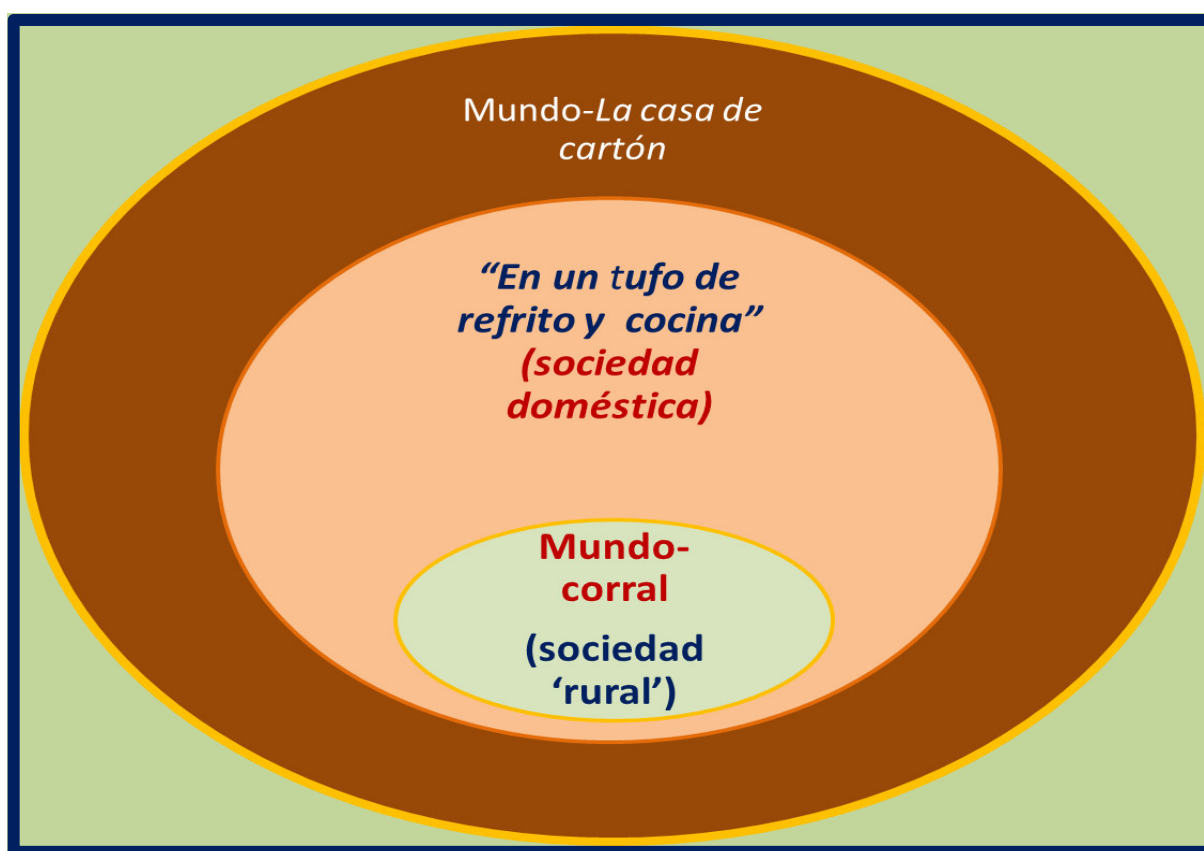 Mundo-La casa de
cartón
“En un tufo de
refrito y  cocina”
(sociedad
doméstica)
Mundo-
corral
(sociedad
‘rural’)